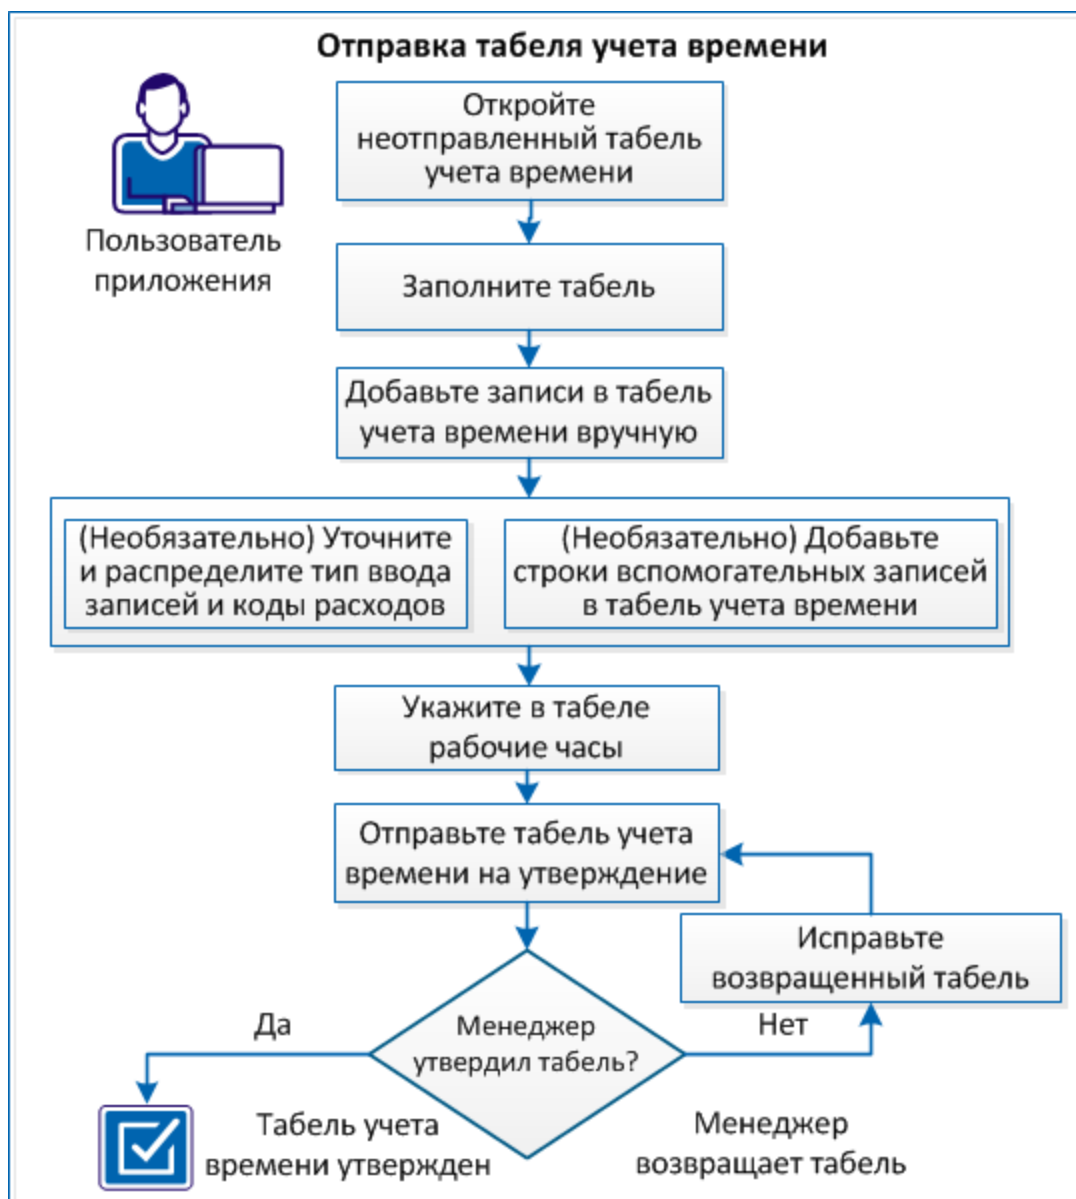 Отправка табеля учета времени
Пользователь
приложения
Откройте
неотправленный табель
учета времени
Заполните табель
Добавьте записи в табель
учета времени вручную
(Необязательно) Уточните
и распределите тип ввода
записей и коды расходов
(Необязательно) Добавьте
строки вспомогательных записей
в табель учета времени
Укажите в табеле
рабочие часы
Отправьте табель учета
времени на утверждение
Исправьте
возвращенный табель
Да
Менеджер
утвердил табель?
Нет
Табель учета
времени утвержден
Менеджер
возвращает табель